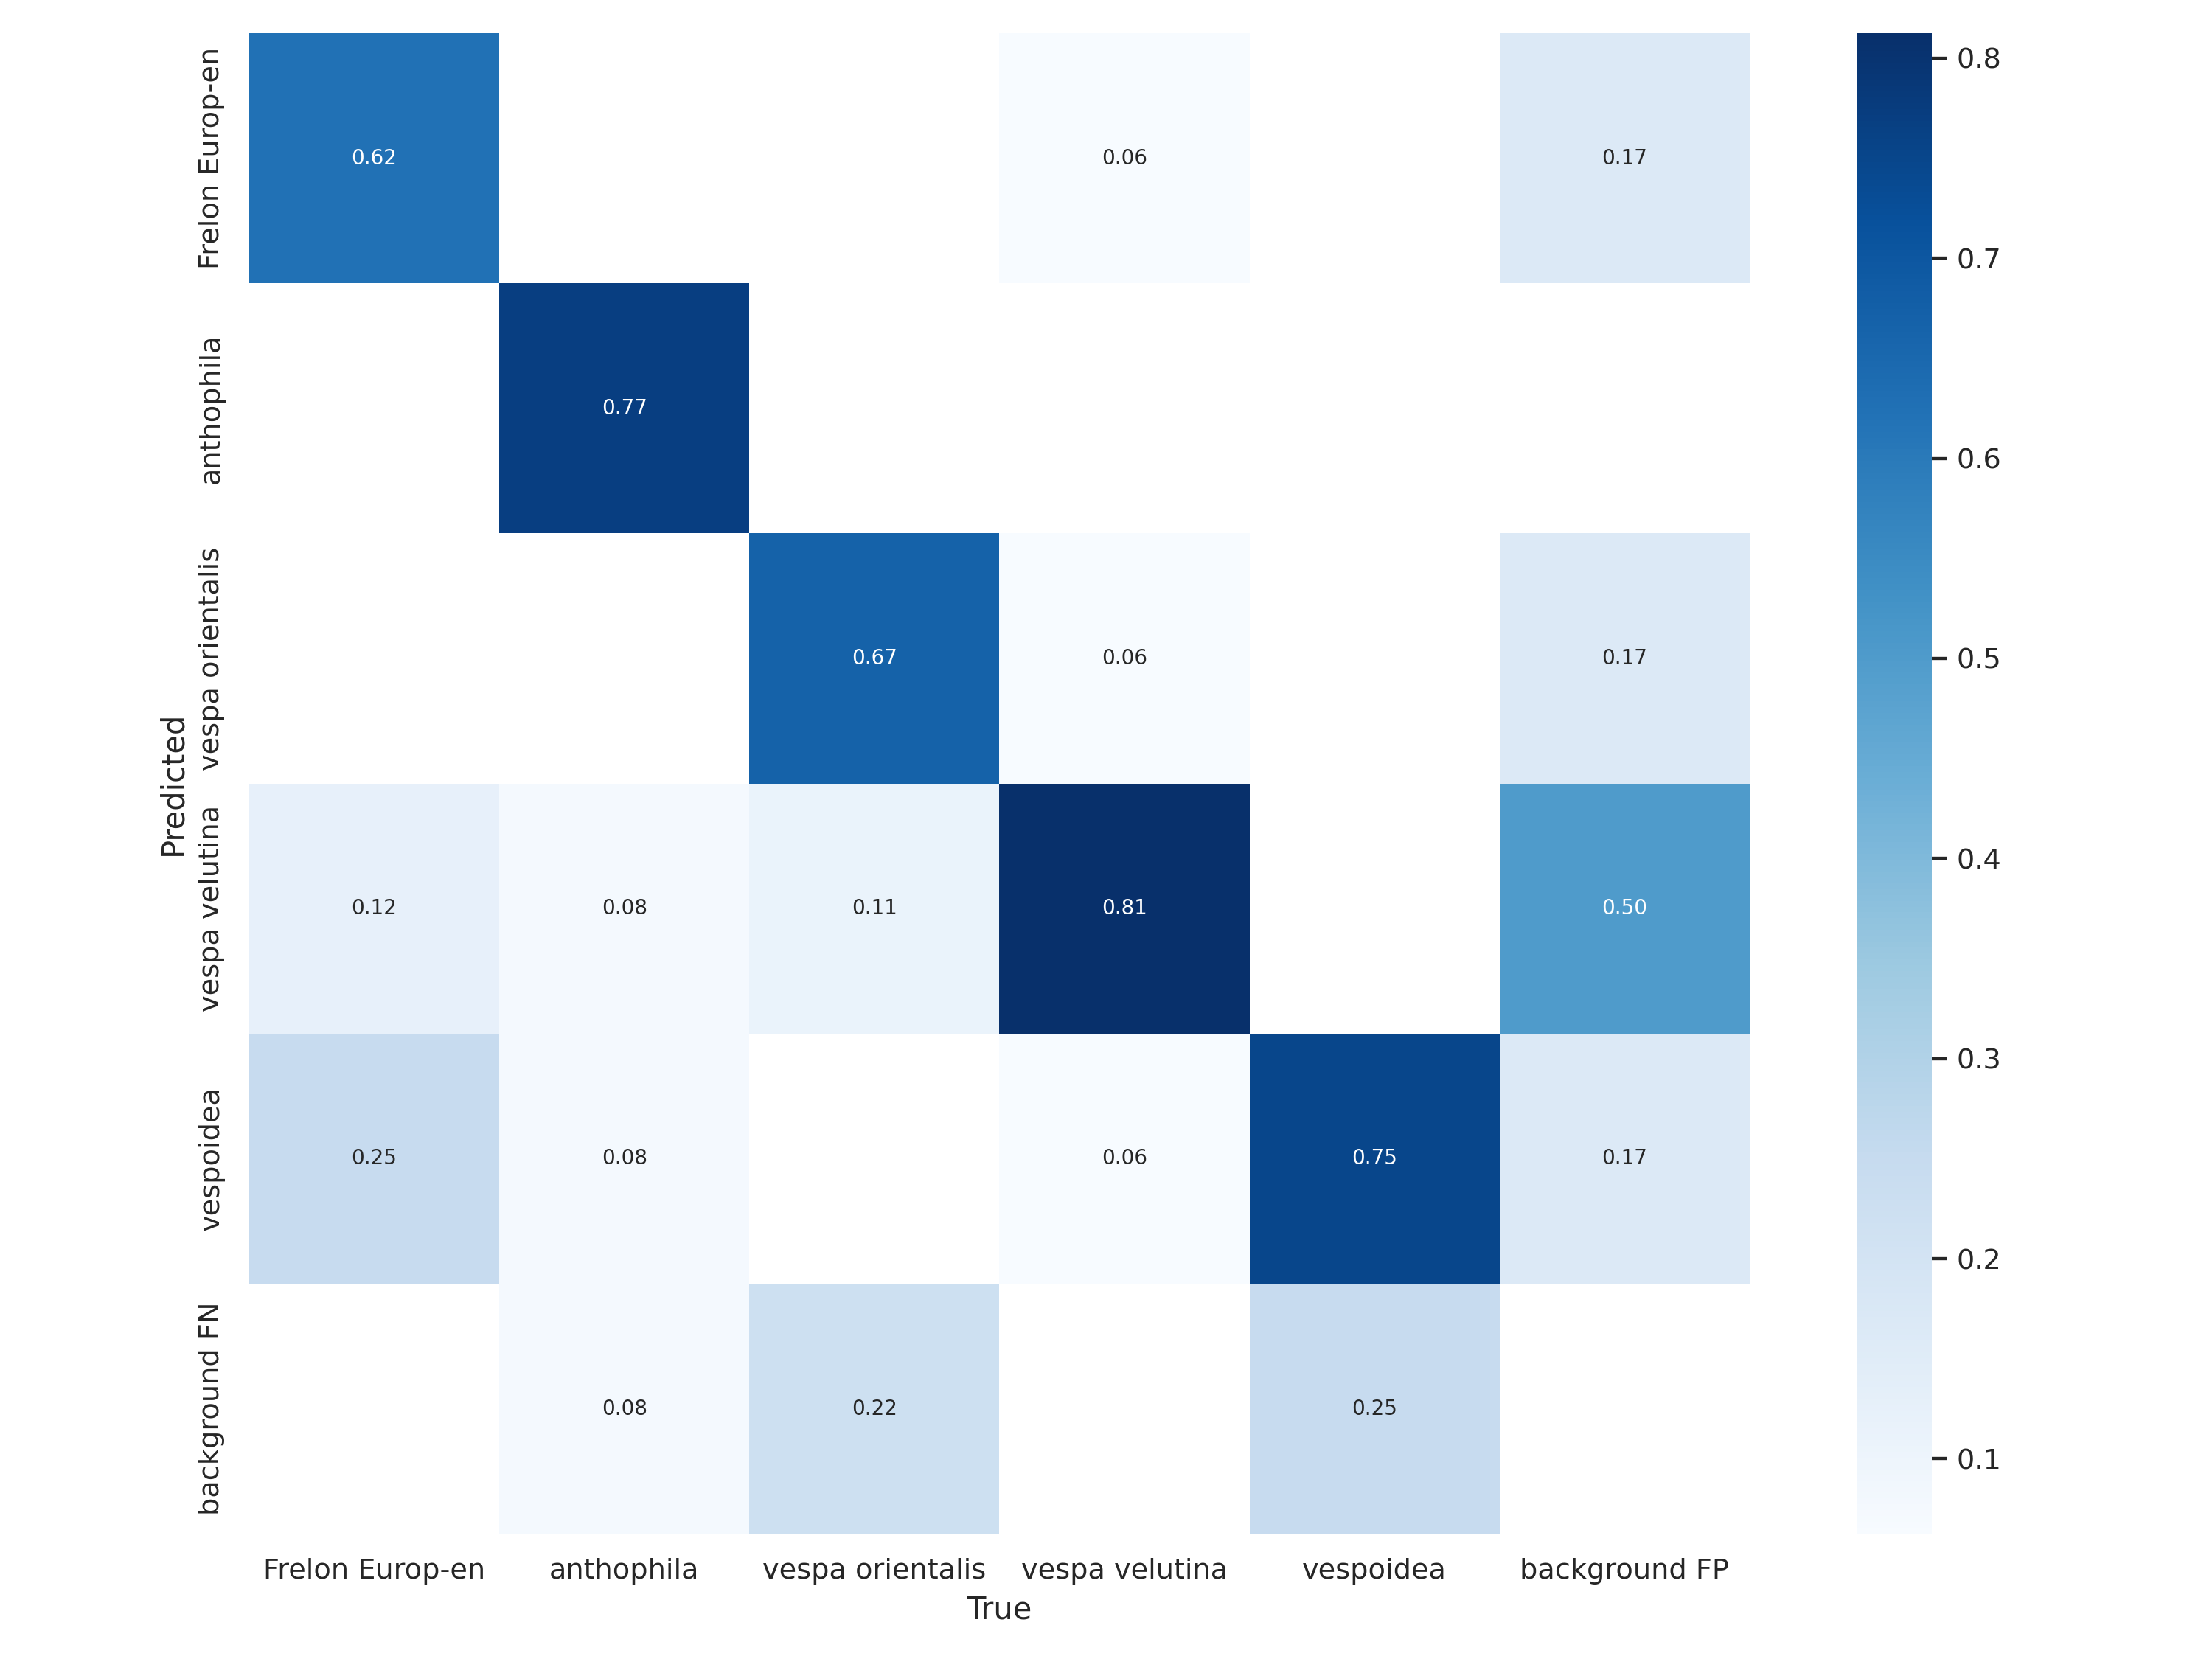 Predicted
Frelon Europ-en
0.62
0.06
0.17
anthophila
0.77
vespa orientalis
0.67
0.06
0.17
vespa velutina
0.12
0.08
0.11
0.81
0.50
vespoidea
0.25
0.08
0.06
0.75
0.17
background FN
0.08
0.22
0.25
Frelon Europ-en
anthophila
vespa orientalis
vespa velutina
vespoidea
background FP
True
0.8
0.7
0.6
0.5
0.4
0.3
0.2
0.1